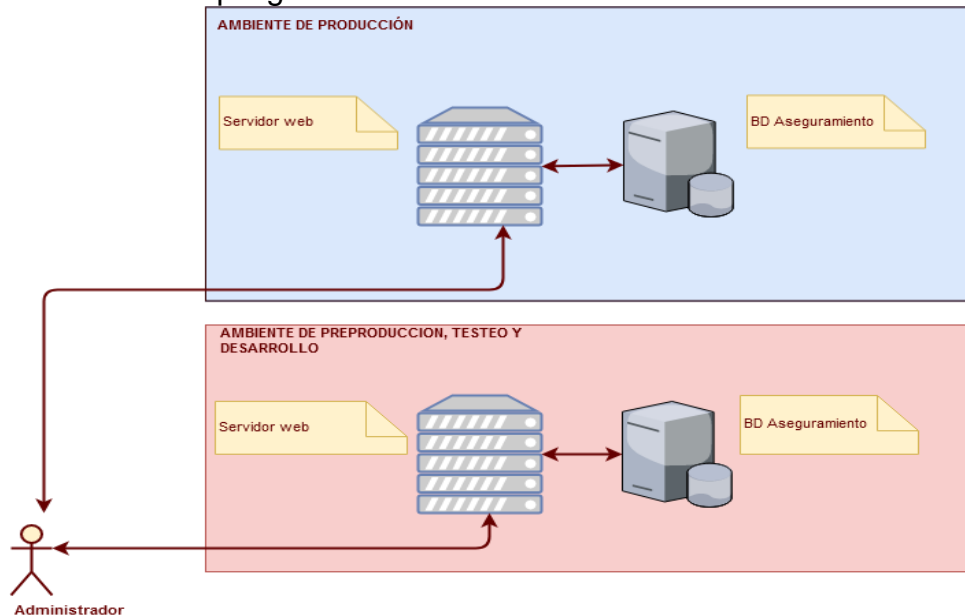 AMBIENTE DE PRODUCCIÓN
Servidor web
BD Aseguramiento
AMBIENTE DE PREPRODUCCION, TESTEO Y
DESARROLLO
Servidor web
BD Aseguramiento
Administrador